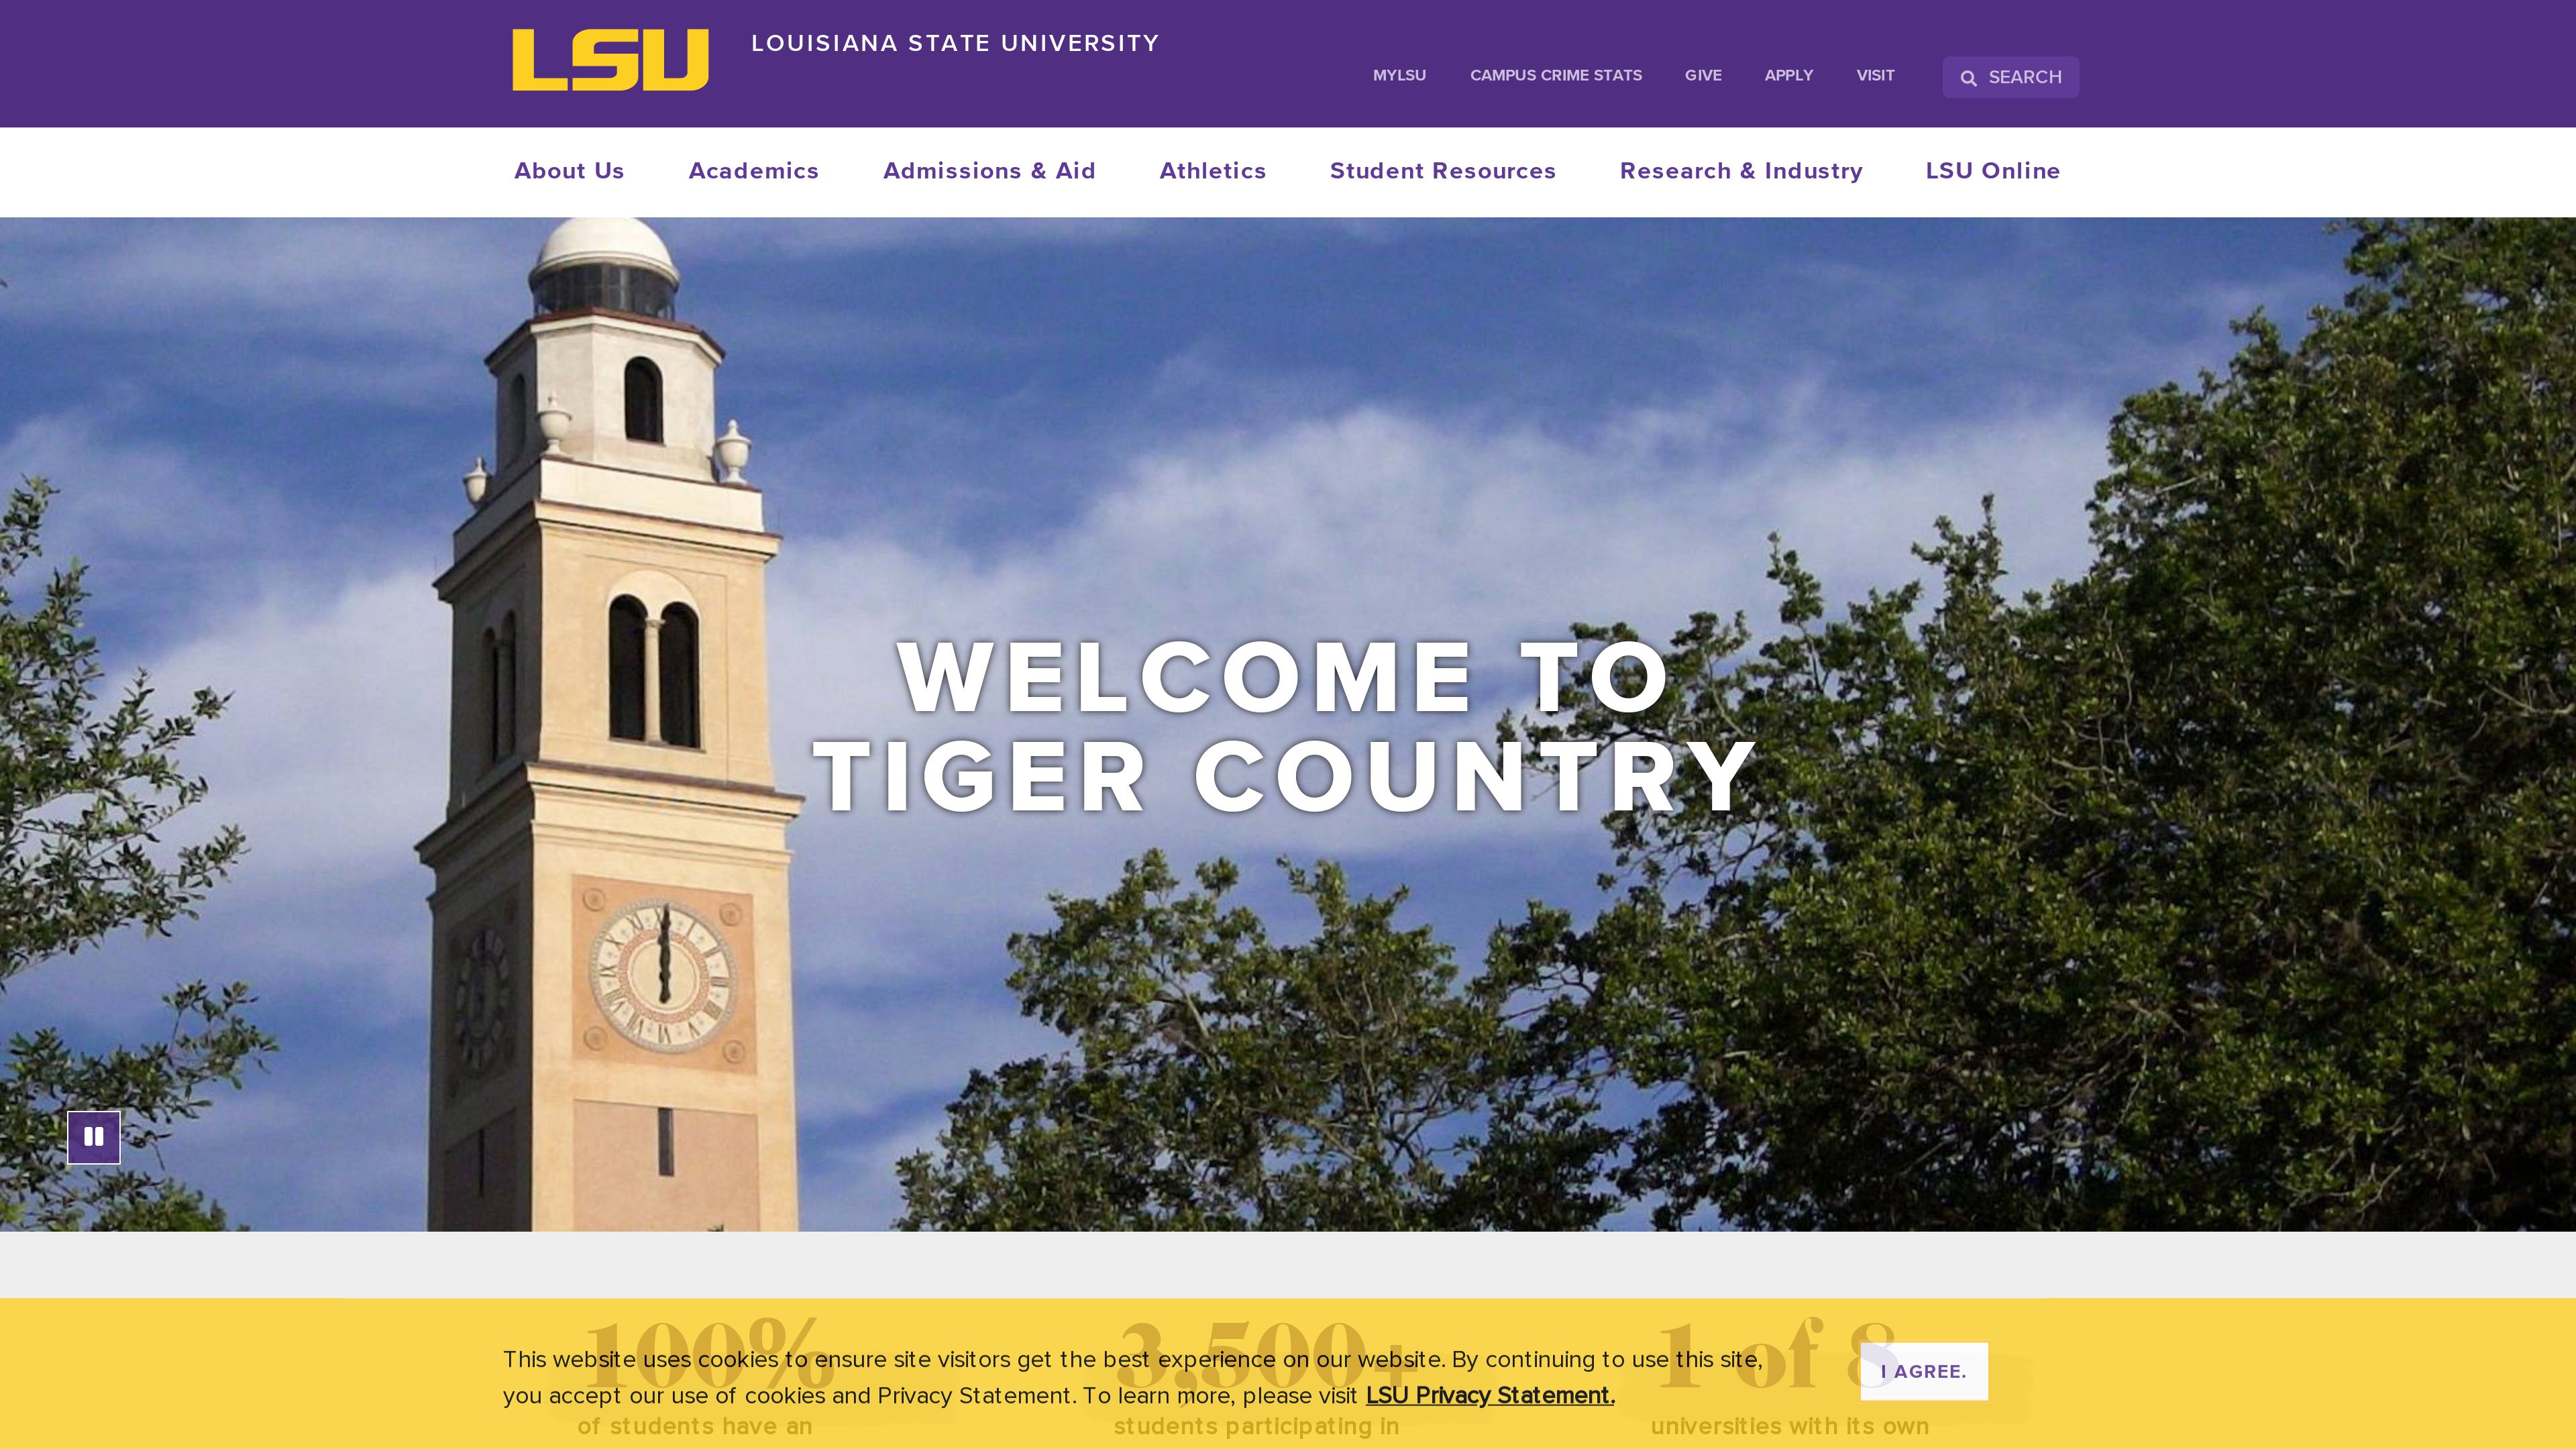 LSU
LOUISIANA STATE UNIVERSITY
MYLSU CAMPUS CRIME STATS GIVE APPLY VISIT SEARCH
About Us Academics Admissions & Aid Athletics Student Resources Research & Industry LSU Online
WELCOME TO
TIGER COUNTRY
100% 3,500+ 1 of 8
This website uses cookies to ensure site visitors get the best experience on our website. By continuing to use this site,
you accept our use of cookies and Privacy Statement. To learn more, please visit LSU Privacy Statement.
I AGREE.
of students have an students participating in universities with its own